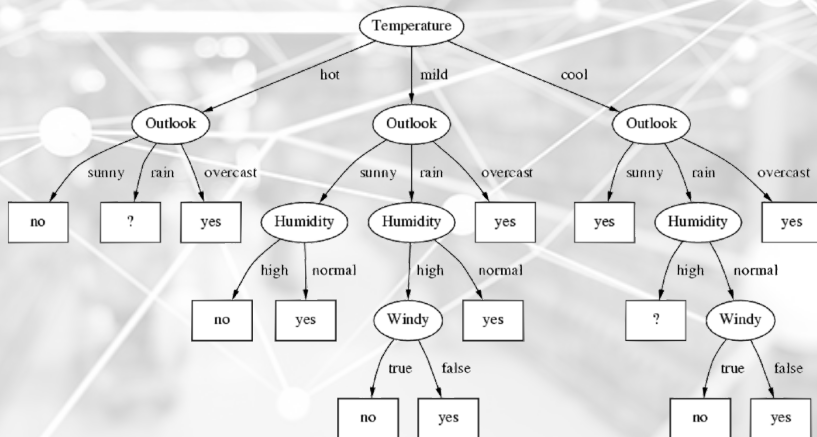 Temperature
hot mild cool
Outlook Outlook Outlook
sunny rain overcast sunny rain overcast sunny rain overcast
no ? yes Humidity Humidity yes yes Humidity yes
high normal high normal high normal
no yes Windy yes ? Windy
true false true false
no yes no yes